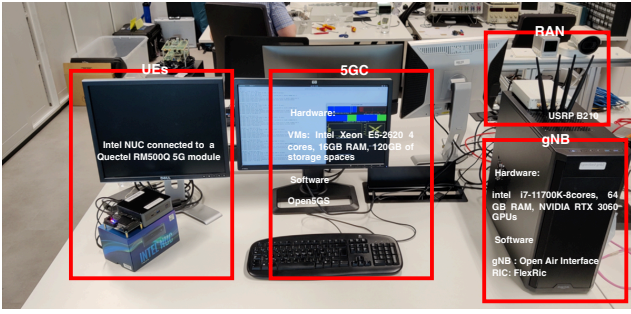 UEs
Intel NUC connected to a
Quectel RM500Q 5G module
5GC
Hardware:
VMs: Intel Xeon E5-2620 4
cores, 16GB RAM, 120GB of
storage spaces
Software
Open5GS
RAN
USRP B210
gNB
Hardware:
intel i7-11700K-8cores, 64
GB RAM, NVIDIA RTX 3060
GPUs
Software
gNB : Open Air Interface
RIC: FlexRic
INTEL NUC